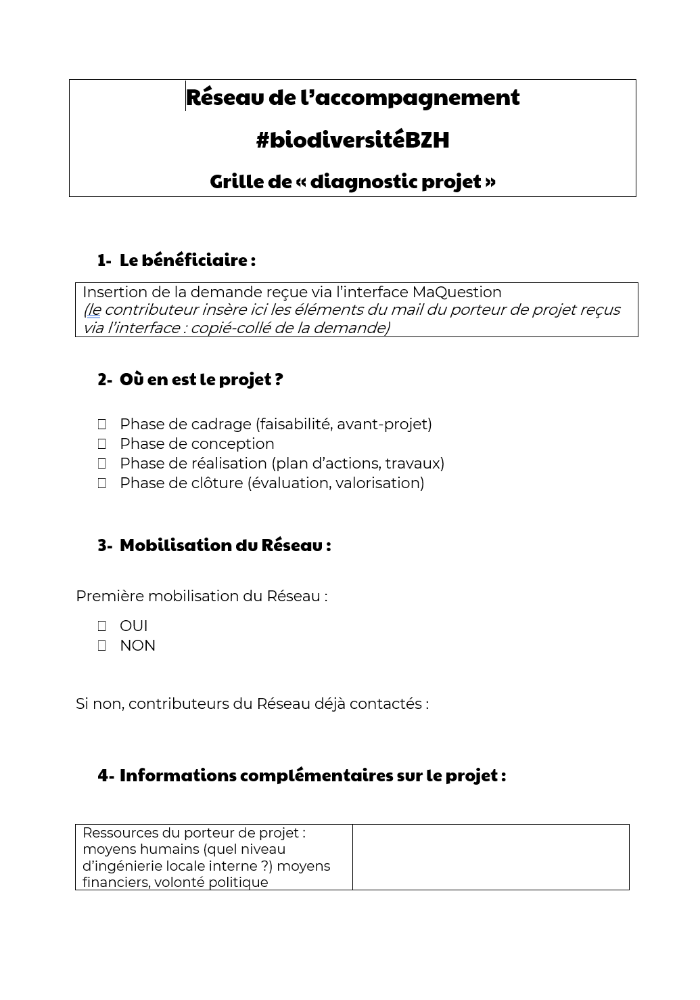 Réseau de l’accompagnement
#biodiversitéBZH
Grille de « diagnostic projet »
1- Le bénéficiaire :
Insertion de la demande reçue via l’interface MaQuestion
(le contributeur insère ici les éléments du mail du porteur de projet reçus
via l’interface : copié-collé de la demande)
2- Où en est le projet ?
☐ Phase de cadrage (faisabilité, avant-projet)
☐ Phase de conception
☐ Phase de réalisation (plan d’actions, travaux)
☐ Phase de clôture (évaluation, valorisation)
3- Mobilisation du Réseau :
Première mobilisation du Réseau :
☐ OUI
☐ NON
Si non, contributeurs du Réseau déjà contactés :
4- Informations complémentaires sur le projet :
Ressources du porteur de projet :
moyens humains (quel niveau
d’ingénierie locale interne ?) moyens
financiers, volonté politique